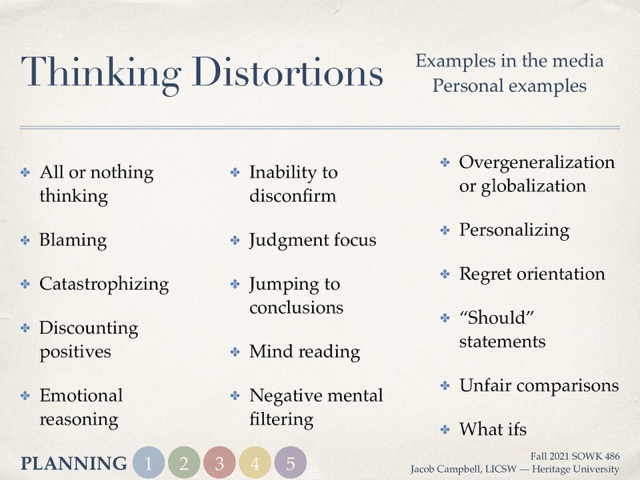 Thinking Distortions
Examples in the media
Personal examples
All or nothing
thinking
Blaming
Catastrophizing
Discounting
positives
Emotional
reasoning
Inability to
disconfirm
Judgment focus
Jumping to
conclusions
Mind reading
Negative mental
filtering
Overgeneralization
or globalization
Personalizing
Regret orientation
“Should”
statements
Unfair comparisons
What ifs
PLANNING 1 2 3 4 5
Fall 2021 SOWK 486
Jacob Campbell, LICSW — Heritage University